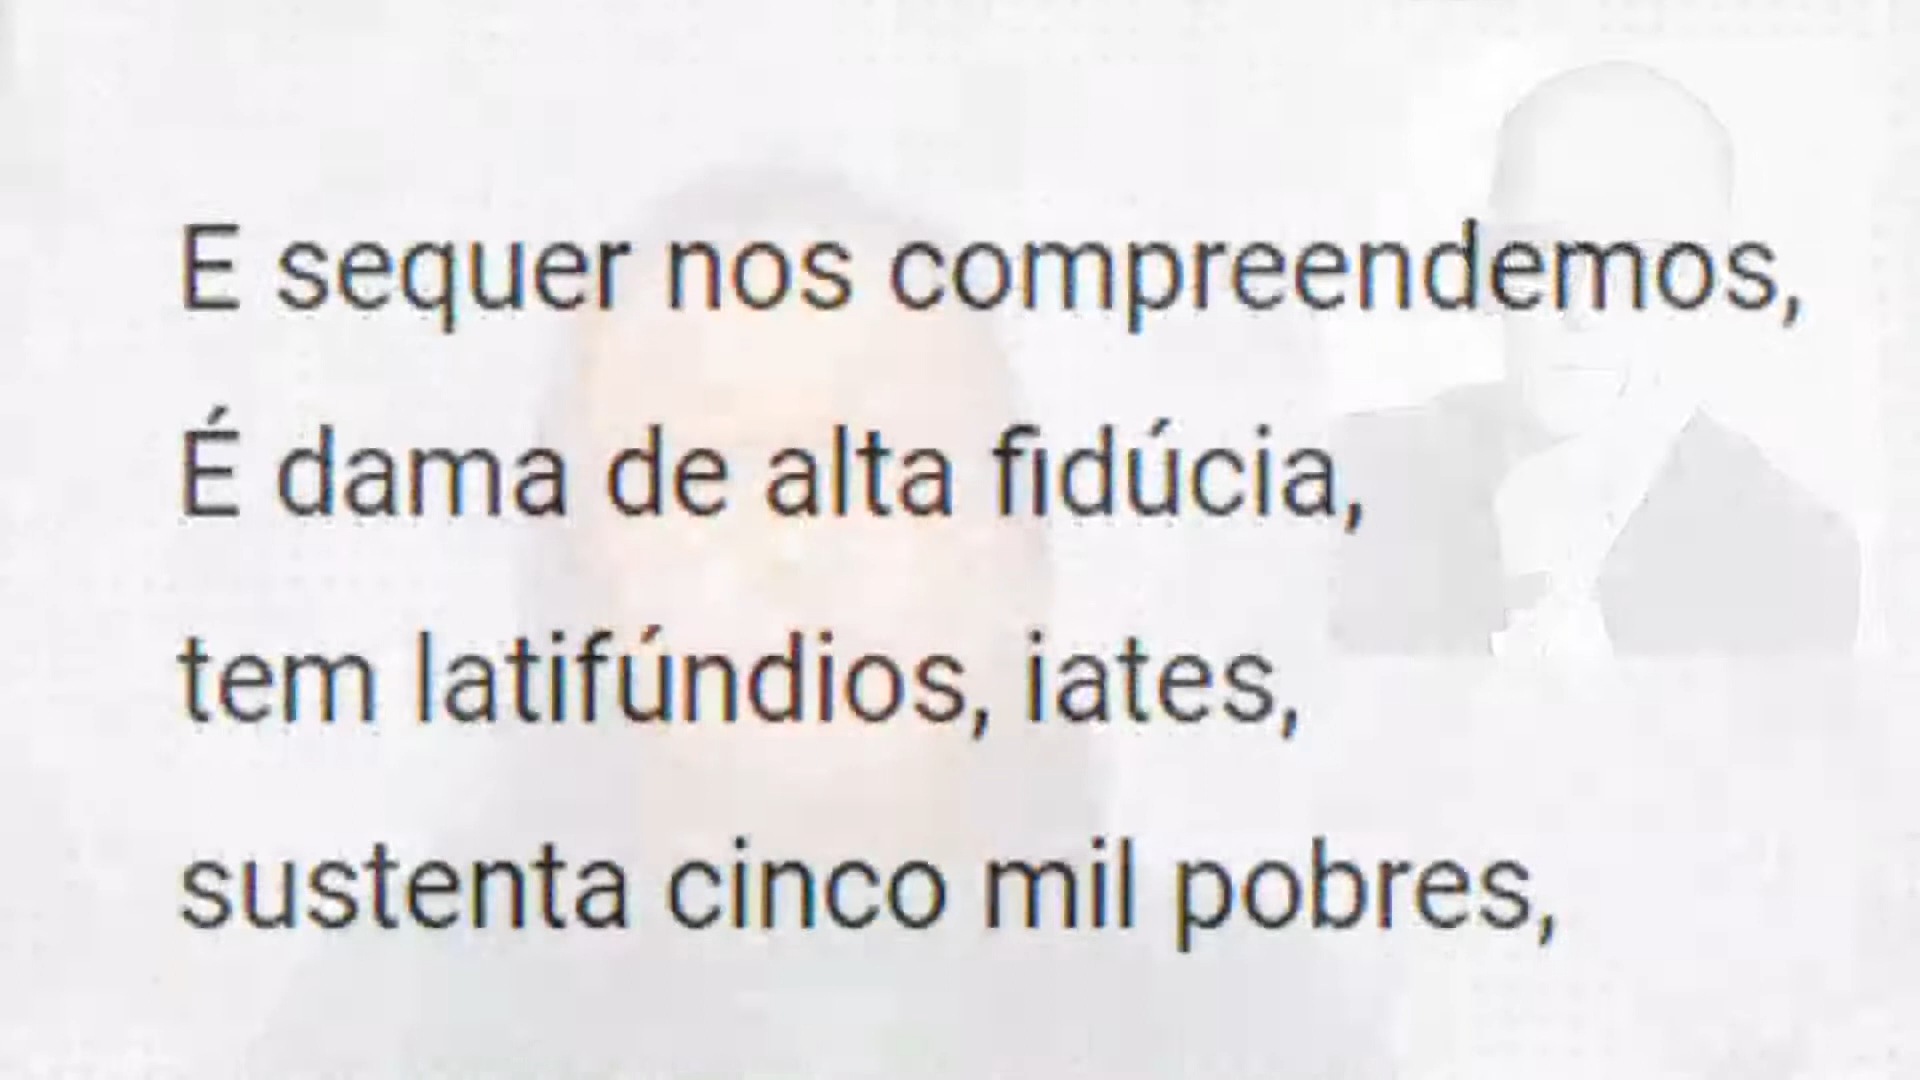 E sequer nos compreendemos,
É dama de alta fidúcia,
tem latifúndios, iates,
sustenta cinco mil pobres,